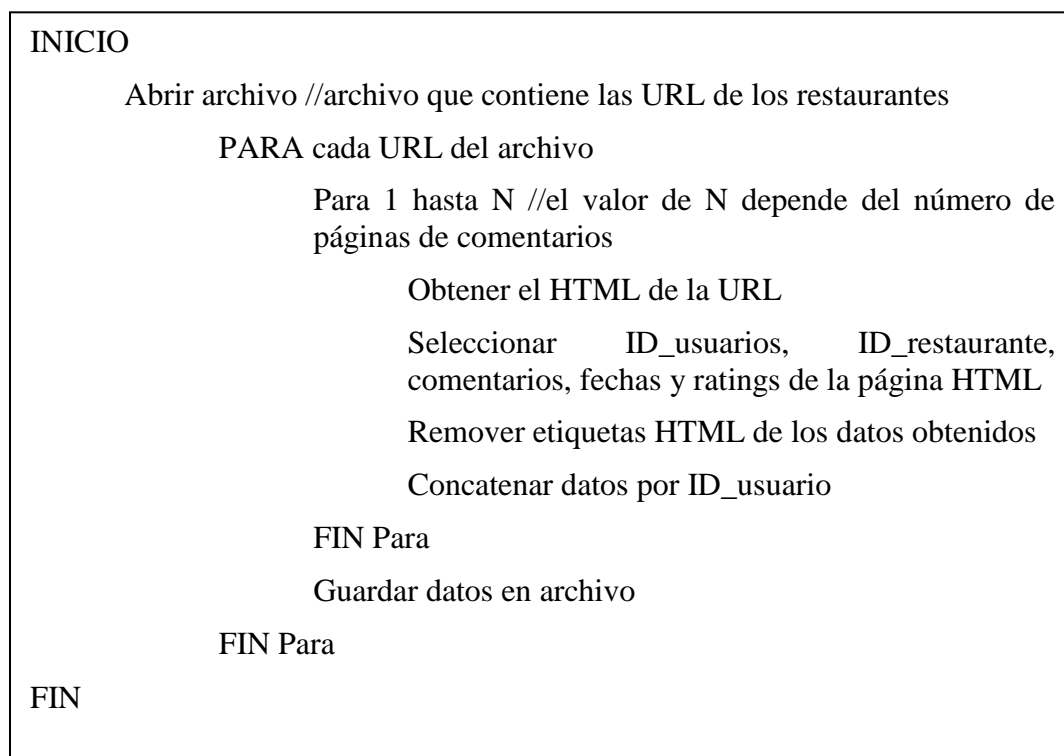 INICIO
Abrir archivo //archivo que contiene las URL de los restaurantes
PARA cada URL del archivo
Para 1 hasta N //el valor de N depende del número de
páginas de comentarios
Obtener el HTML de la URL
Seleccionar ID_usuarios, ID_restaurante,
comentarios, fechas y ratings de la página HTML
Remover etiquetas HTML de los datos obtenidos
Concatenar datos por ID_usuario
FIN Para
Guardar datos en archivo
FIN Para
FIN